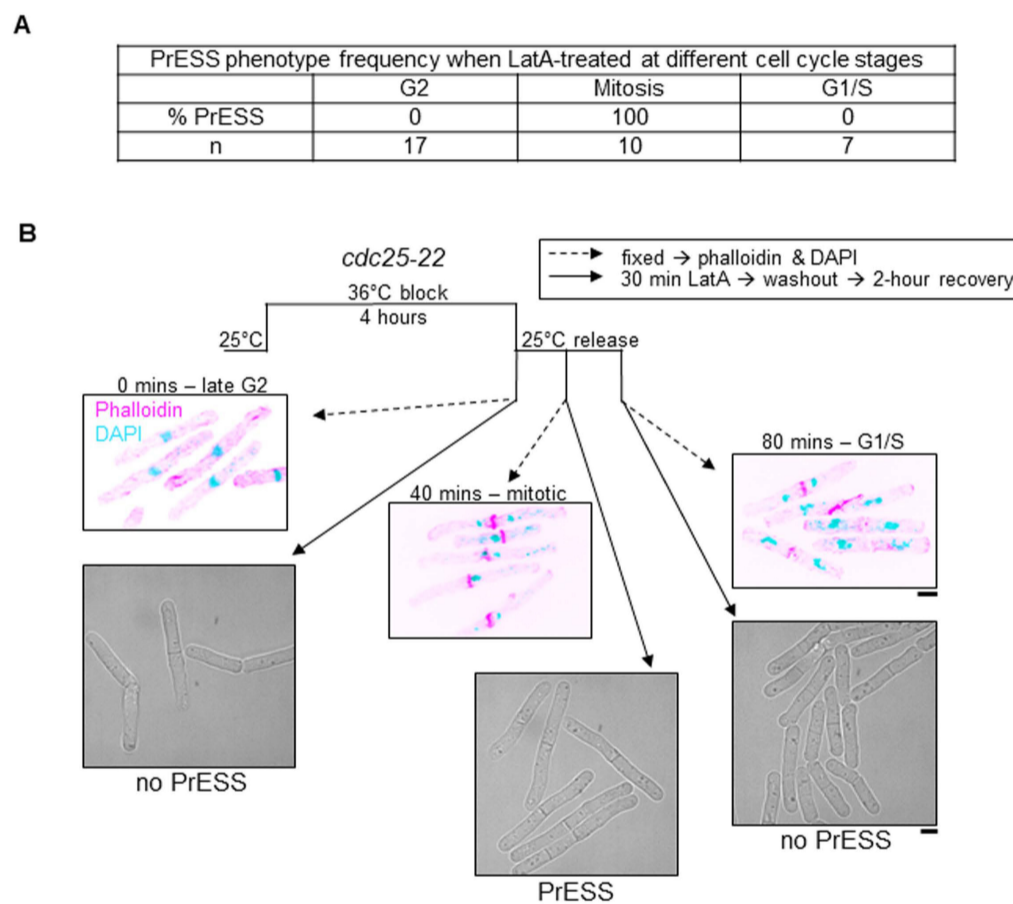 A
PrESS phenotype frequency when LatA-treated at different cell cycle stages
G2 Mitosis G1/S
% PrESS 0 100 0
n 17 10 7
B
cdc25-22
36°C block
4 hours
25°C
25°C release
fixed → phalloidin & DAPI
30 min LatA → washout → 2-hour recovery
0 mins – late G2
Phalloidin
DAPI
40 mins – mitotic
80 mins – G1/S
no PrESS
PrESS
no PrESS